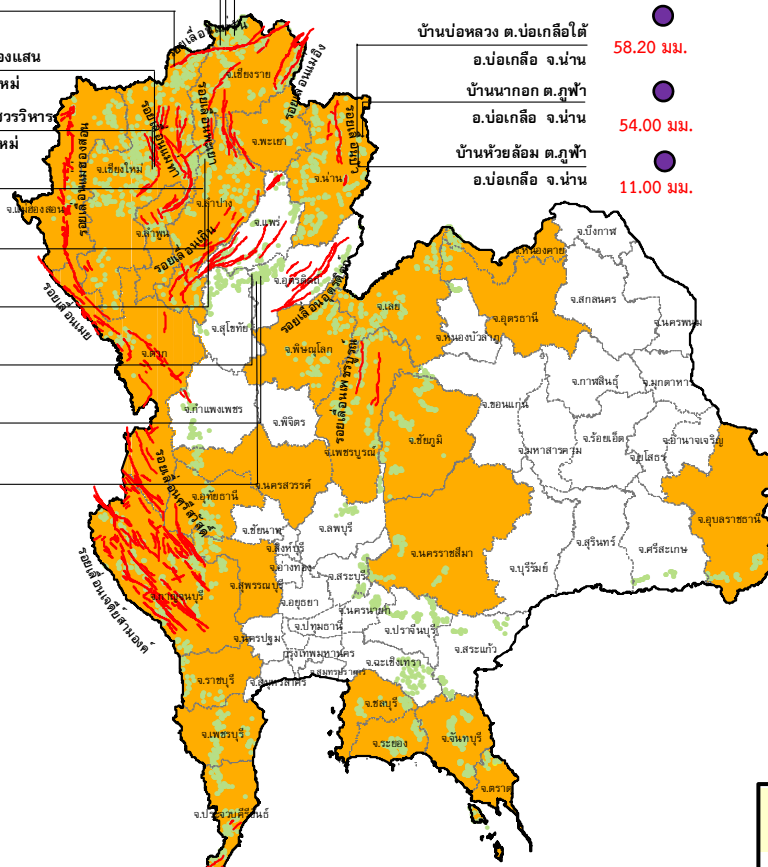 บ้านบ่อหลวง ต.บ่อเกลือใต้
อ.บ่อเกลือ จ.น่าน
58.20 มม.
บ้านนากอก ต.ภูฟ้า
อ.บ่อเกลือ จ.น่าน
54.00 มม.
บ้านห้วยล้อม ต.ภูฟ้า
อ.บ่อเกลือ จ.น่าน
11.00 มม.
องแสน
หม่
วรวิหาร
หม่
รอยเลื่อนแม่อิง
จ.เชียงราย
รอยเลื่อนพะเยา
รอยเลื่อนแม่ทา
รอยเลื่อนปัว
จ.พะเยา
จ.เชียงใหม่
จ.น่าน
รอยเลื่อนแม่ฮ่องสอน
จ.แม่ฮ่องสอน
จ.ลำปาง
จ.ลำพูน
จ.แพร่
รอยเลื่อนเถิน
จ.อุตรดิตถ์
รอยเลื่อนอุตรดิตถ์
รอยเลื่อนเมย
จ.สุโขทัย
จ.ตาก
จ.พิษณุโลก
จ.เลย
จ.หนองคาย
จ.บึงกาฬ
จ.อุดรธานี
จ.สกลนคร
จ.นครพนม
จ.หนองบัวลำภู
รอยเลื่อนเพชรบูรณ์
จ.กำแพงเพชร
จ.พิจิตร
จ.เพชรบูรณ์
จ.ขอนแก่น
จ.กาฬสินธุ์
จ.มุกดาหาร
จ.ชัยภูมิ
จ.มหาสารคาม
จ.ร้อยเอ็ด
จ.ยโสธร
จ.อำนาจเจริญ
รอยเลื่อนศรีสวัสดิ์
จ.อุทัยธานี
จ.นครสวรรค์
จ.ชัยนาท
จ.ลพบุรี
จ.นครราชสีมา
จ.บุรีรัมย์
จ.สุรินทร์
จ.ศรีสะเกษ
จ.อุบลราชธานี
รอยเลื่อนเจดีย์สามองค์
จ.กาญจนบุรี
จ.สุพรรณบุรี
จ.สิงห์บุรี
จ.อ่างทอง
จ.สระบุรี
จ.อยุธยา
จ.นครนายก
จ.ปทุมธานี
จ.ปราจีนบุรี
จ.นครปฐม
กรุงเทพมหานคร
จ.สระแก้ว
จ.ฉะเชิงเทรา
จ.ราชบุรี
จ.ชลบุรี
จ.เพชรบุรี
จ.ระยอง
จ.จันทบุรี
จ.ตราด
จ.ประจวบคีรีขันธ์